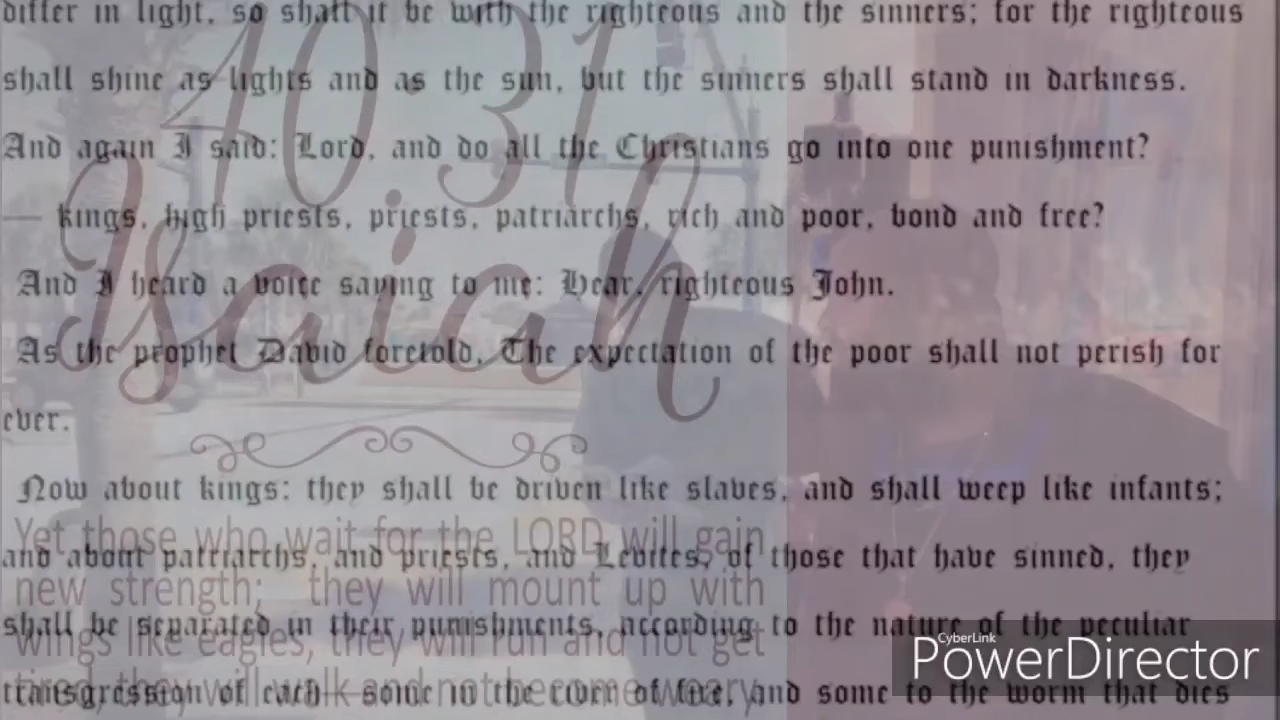 differ in light, so shall it be with the righteous and the sinners; for the righteous
shall shine as lights and as the sun, but the sinners shall stand in darkness.
And again I said: Lord, and do all the Christians go into one punishment?
— kings, high priests, priests, patriarchs, rich and poor, bond and free?
And I heard a voice saying to me: Hear, righteous John.
As the prophet David foretold, The expectation of the poor shall not perish for
ever.
Now about kings: they shall be driven like slaves, and shall weep like infants;
and about patriarchs, and priests, and Levites, of those that have sinned, they
shall be separated in their punishments, according to the nature of the peculiar
transgression of each— some in the river of fire, and some to the worm that dies
40:31
Isaiah
Yet those who wait for the LORD will gain
new strength; they will mount up with
wings like eagles, they will run and not get
tired, they will walk and not become weary.
CyberLink
PowerDirector